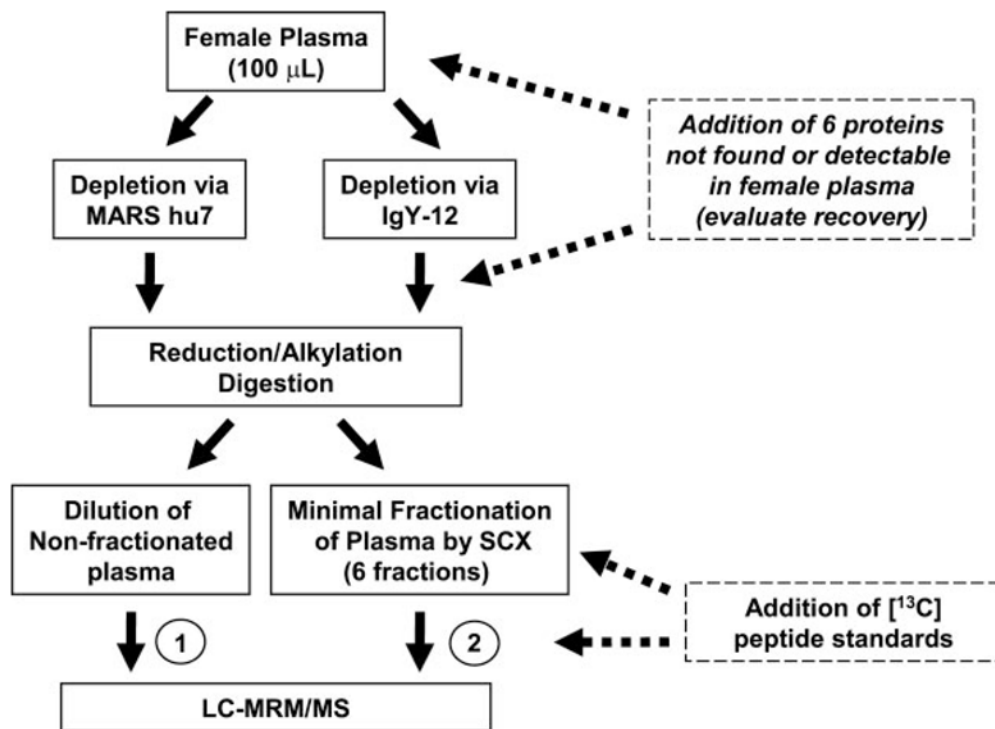 Female Plasma
(100 μL)
Addition of 6 proteins
not found or detectable
in female plasma
(evaluate recovery)
Depletion via
MARS hu7
Depletion via
IgY-12
Reduction/Alkylation
Digestion
Dilution of
Non-fractionated
plasma
Minimal Fractionation
of Plasma by SCX
(6 fractions)
Addition of [¹³C]
peptide standards
1
2
LC-MRM/MS